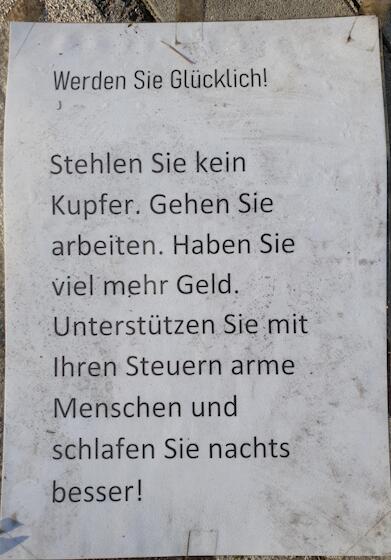 Werden Sie Glücklich!
Stehlen Sie kein
Kupfer. Gehen Sie
arbeiten. Haben Sie
viel mehr Geld.
Unterstützen Sie mit
Ihren Steuern arme
Menschen und
schlafen Sie nachts
besser!